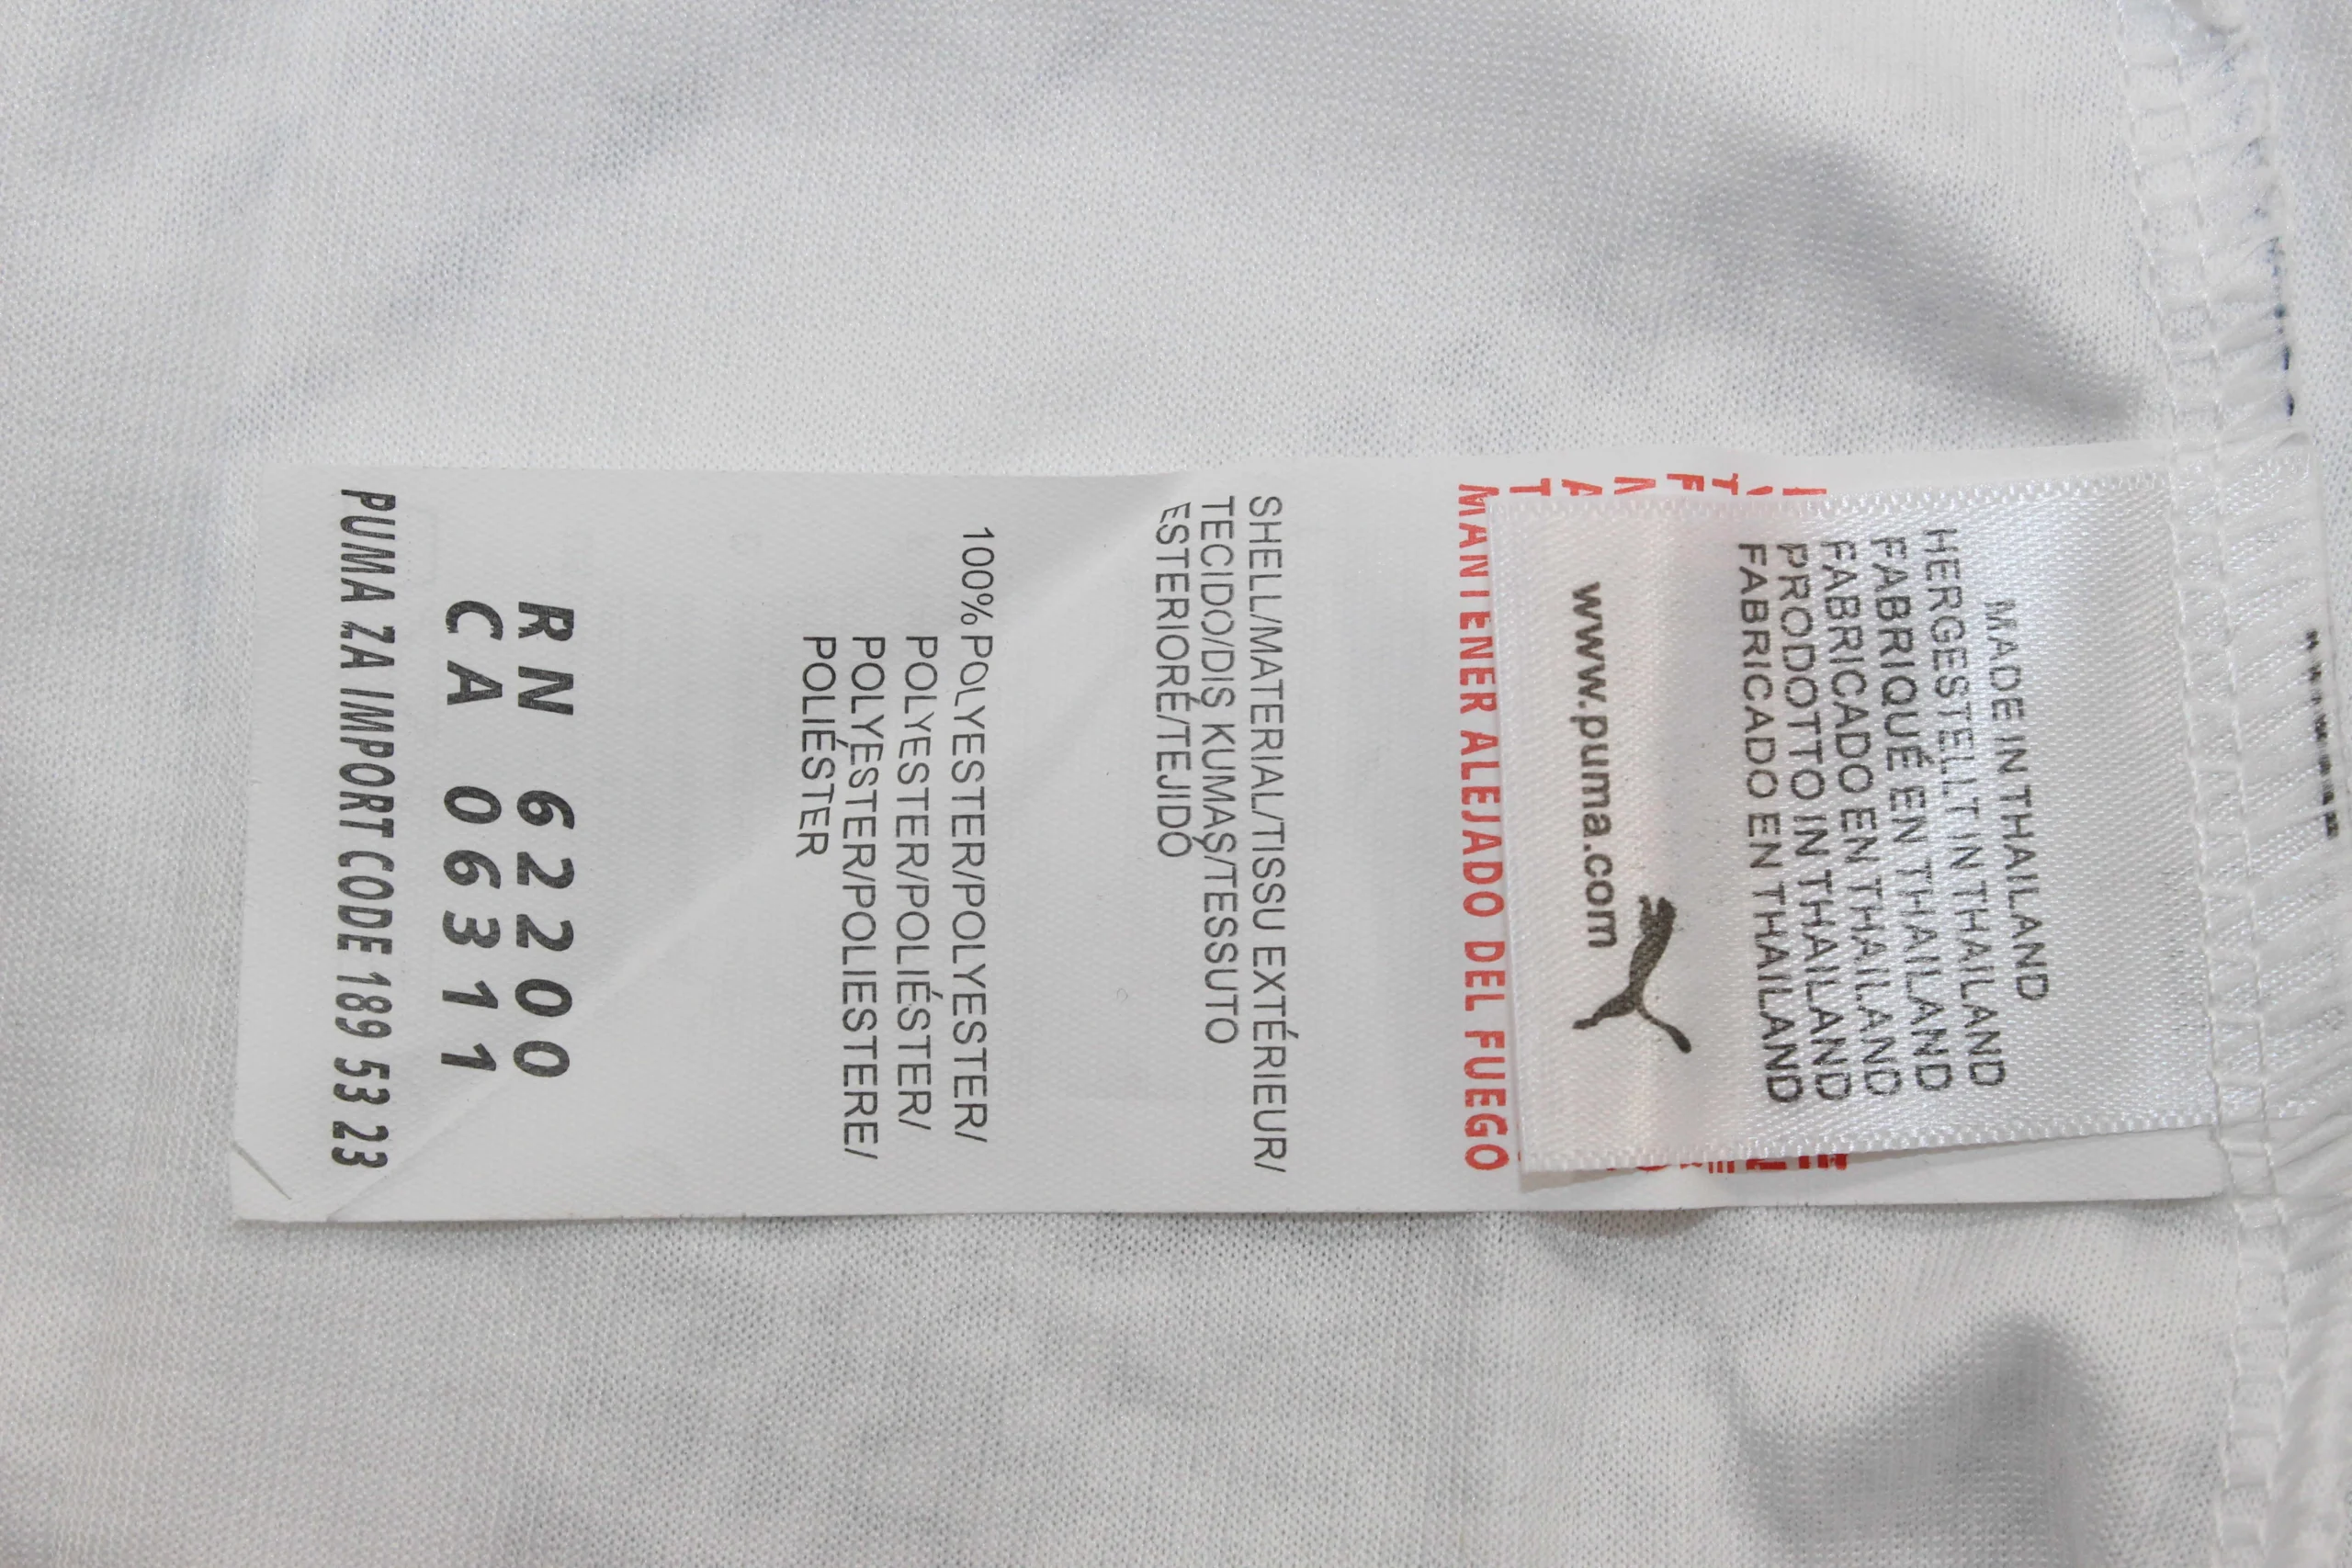 MADE IN THAILAND
HERGESTELLT IN THAILAND
FABRIQUÉ EN THAILAND
FABRICADO EN THAILAND
PRODOTTO IN THAILAND
FABRICADO EN THAILAND
www.puma.com
MANTENER ALEJADO DEL FUEGO
SHELL/MATERIAL/TISSU EXTÉRIEUR/
TECIDO/DIŞ KUMAŞ/TESSUTO
ESTERIORE/TEJIDO
100%POLYESTER/POLYESTER/
POLYESTER/POLIÉSTER/
POLYESTER/POLIESTERE/
POLIÉSTER
RN 62200
CA 06311
PUMA ZA IMPORT CODE 189 53 23